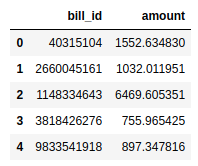 bill_id amount
0 40315104 1552.634830
1 2660045161 1032.011951
2 1148334643 6469.605351
3 3818426276 755.965425
4 9833541918 897.347816